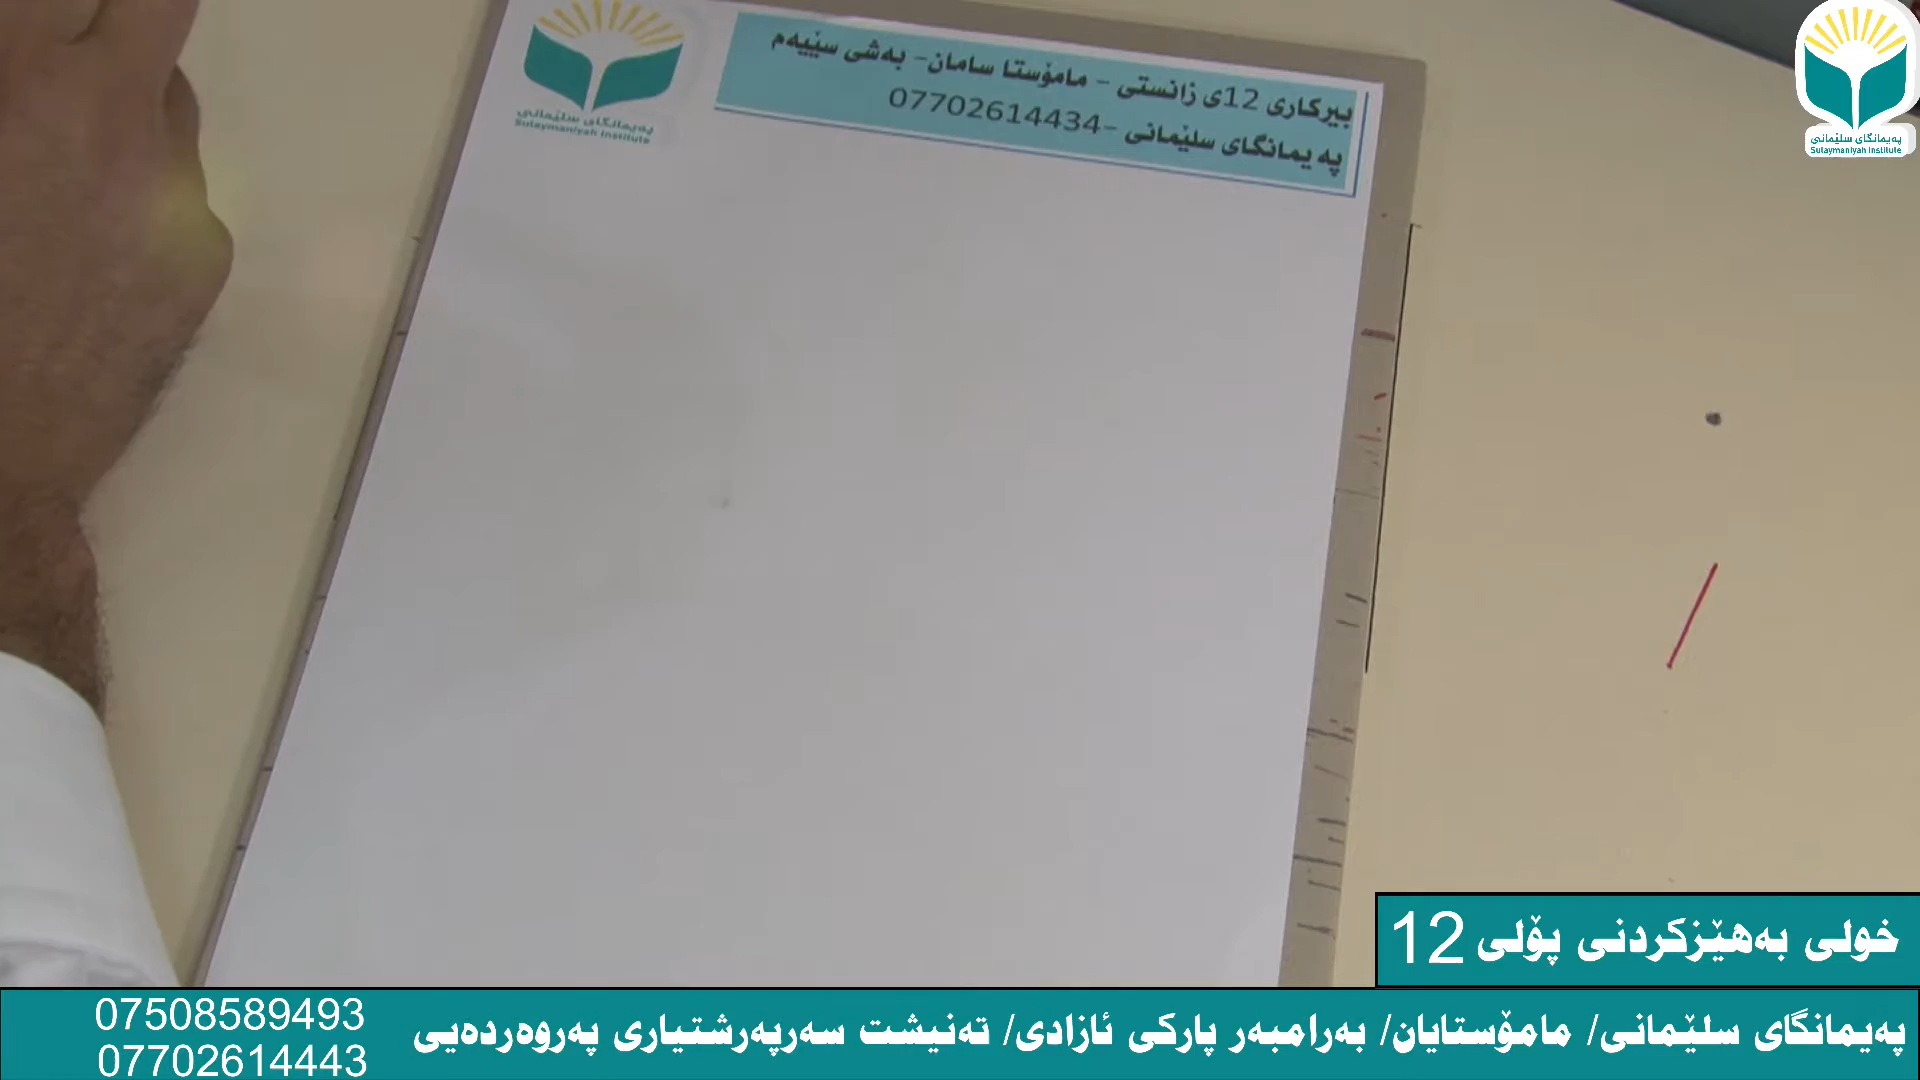 پەیمانگای سلێمانی
Sulaymaniyah Institute
بیرکاری 12ی زانستی - مامۆستا سامان- بەشی سێیەم
پەیمانگای سلێمانی -07702614434
پەیمانگای سلێمانی
Sulaymaniyah Institute
خولی بەهێزکردنی پۆلی 12
پەیمانگای سلێمانی/ مامۆستایان/ بەرامبەر پارکی ئازادی/ تەنیشت سەرپەرشتیاری پەروەردەیی
07508589493
07702614443